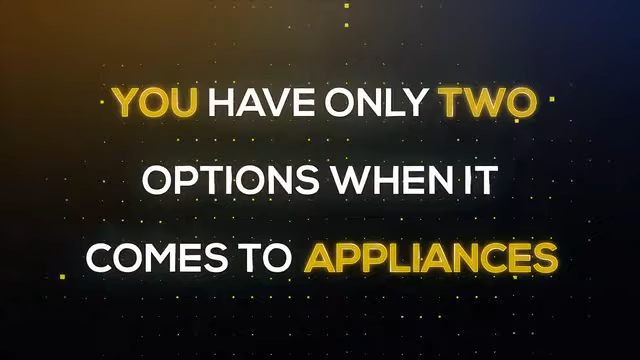 YOU HAVE ONLY TWO
OPTIONS WHEN IT
COMES TO APPLIANCES